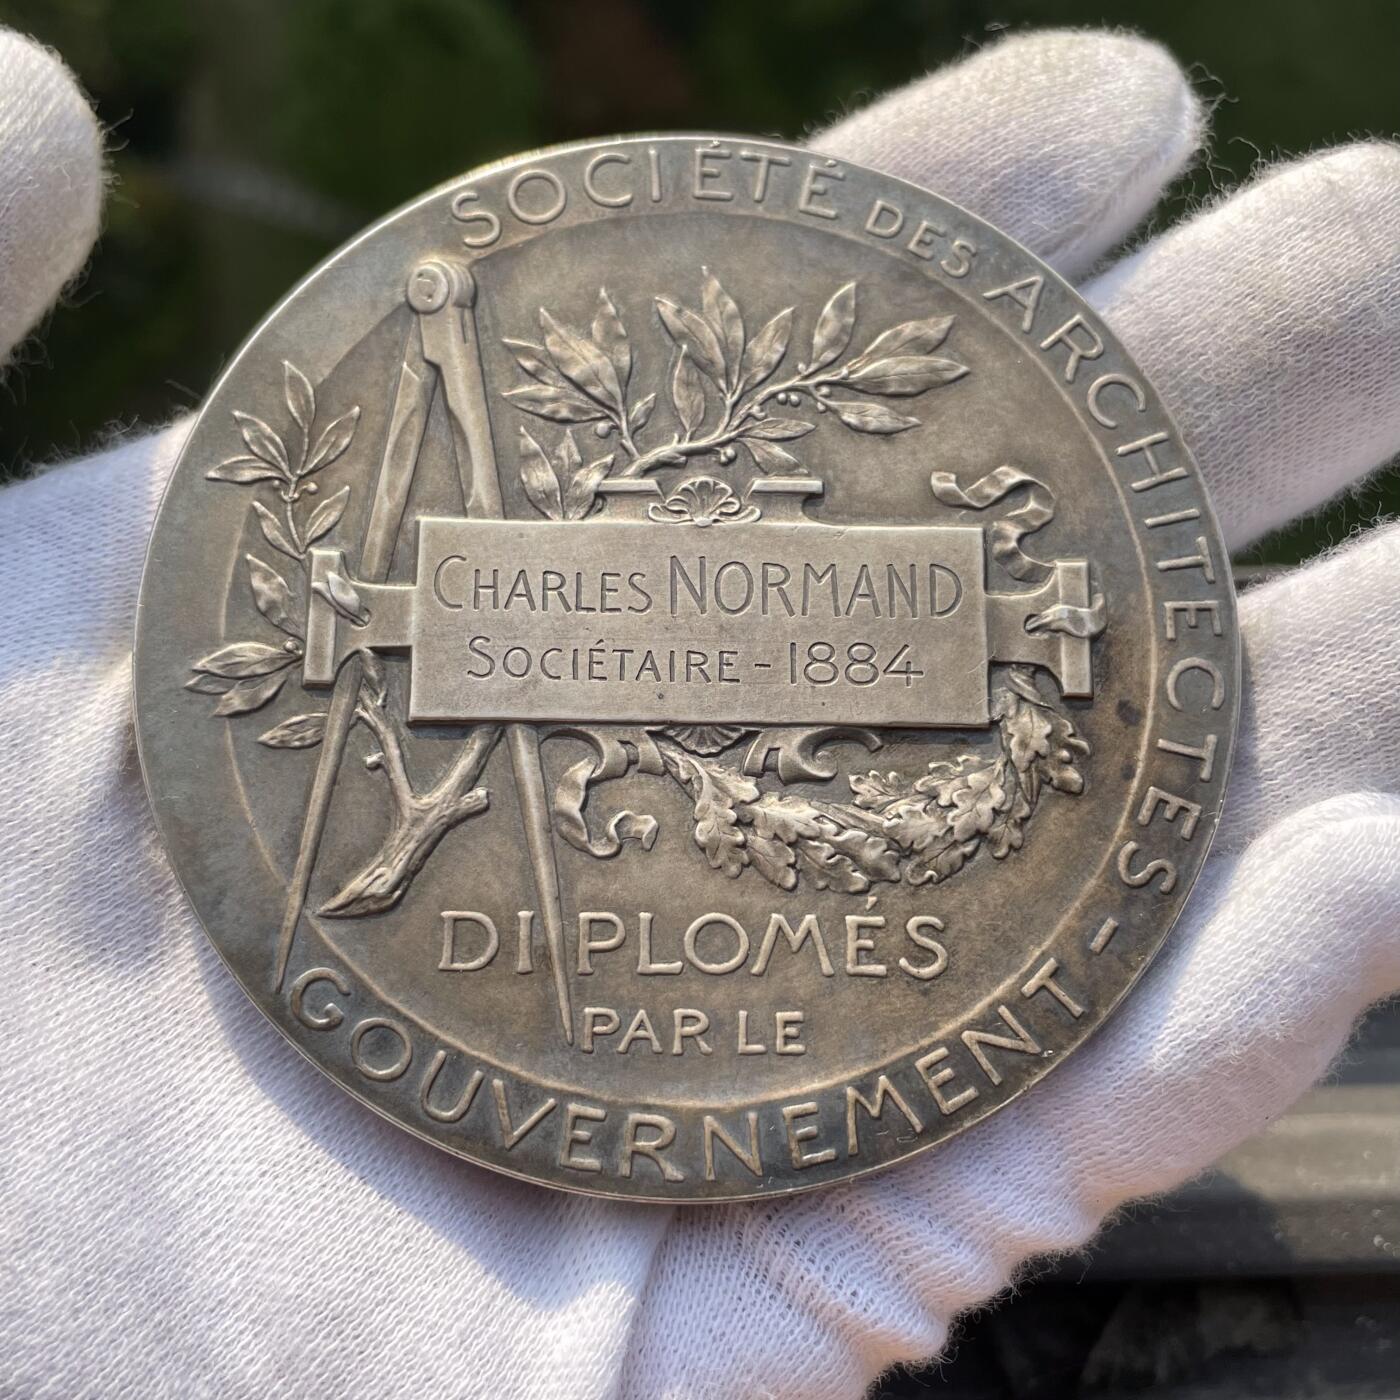 SOCIÉTÉ DES ARCHITECTES -
CHARLES NORMAND
SOCIÉTAIRE - 1884
DIPLOMÉS
PAR LE
GOUVERNEMENT